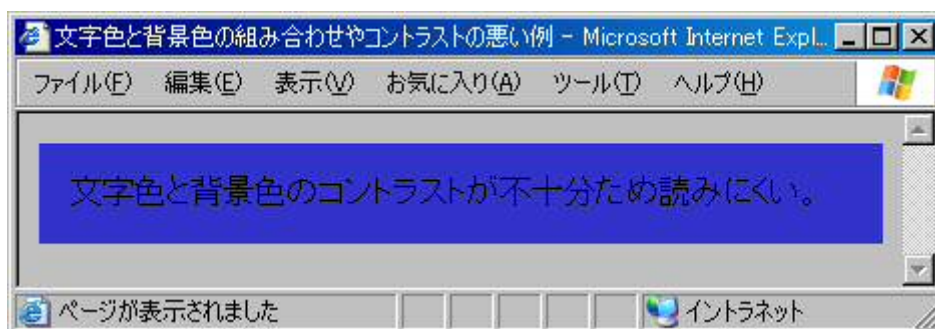 文字色と背景色の組み合わせやコントラストの悪い例 - Microsoft Internet Expl...
ファイル(F) 編集(E) 表示(V) お気に入り(A) ツール(T) ヘルプ(H)
文字色と背景色のコントラストが不十分ため読みにくい。
ページが表示されました イントラネット